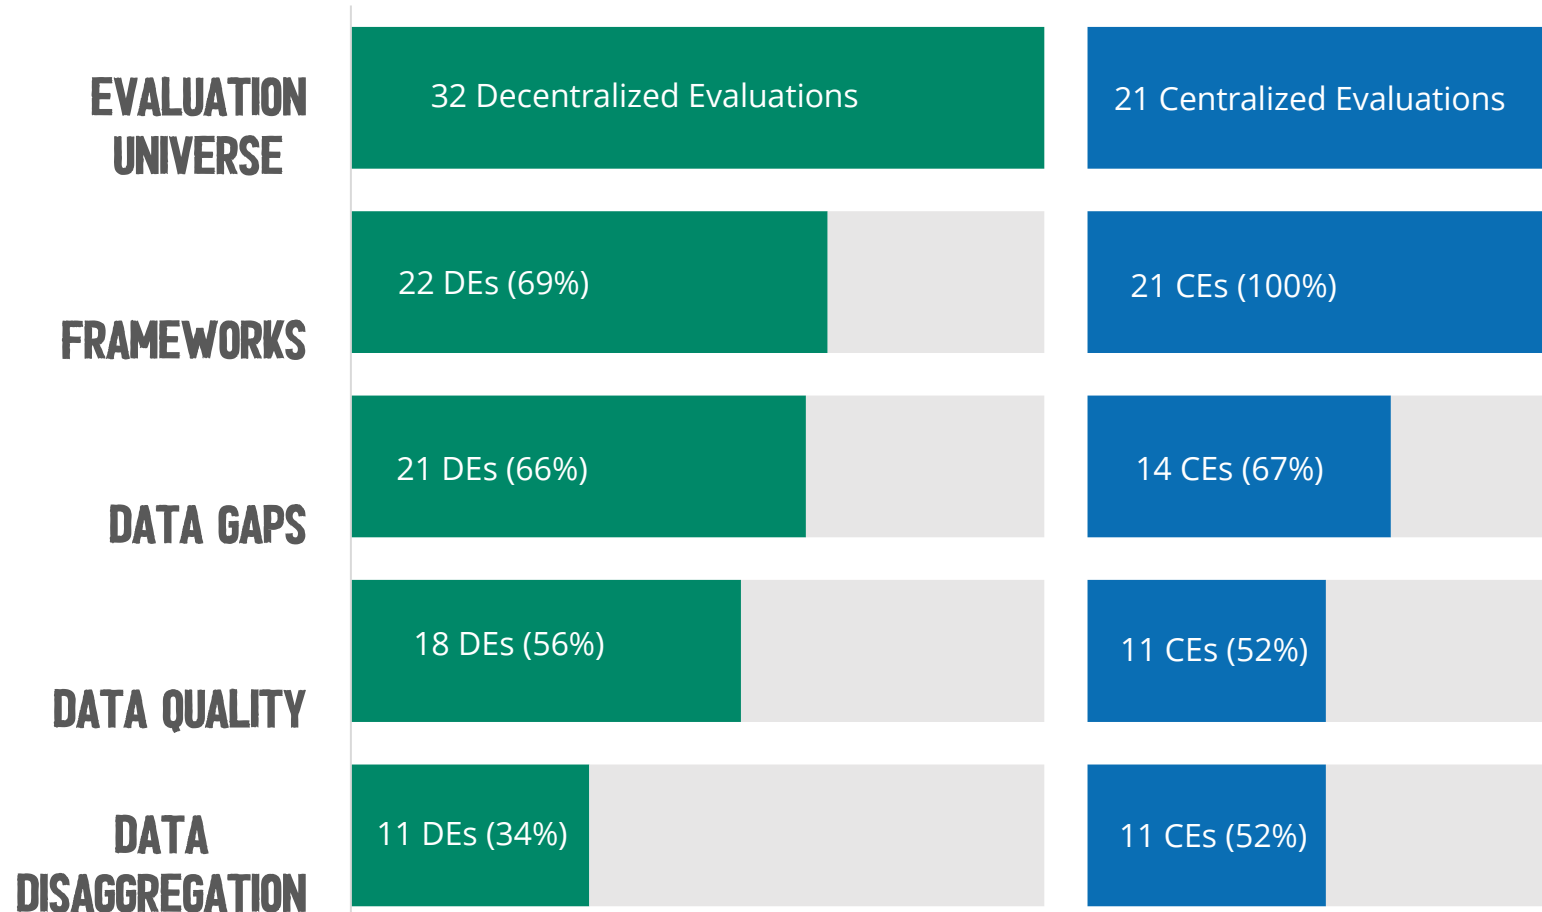 EVALUATION
UNIVERSE
32 Decentralized Evaluations
21 Centralized Evaluations
FRAMEWORKS
22 DEs (69%)
21 CEs (100%)
DATA GAPS
21 DEs (66%)
14 CEs (67%)
DATA QUALITY
18 DEs (56%)
11 CEs (52%)
DATA
DISAGGREGATION
11 DEs (34%)
11 CEs (52%)